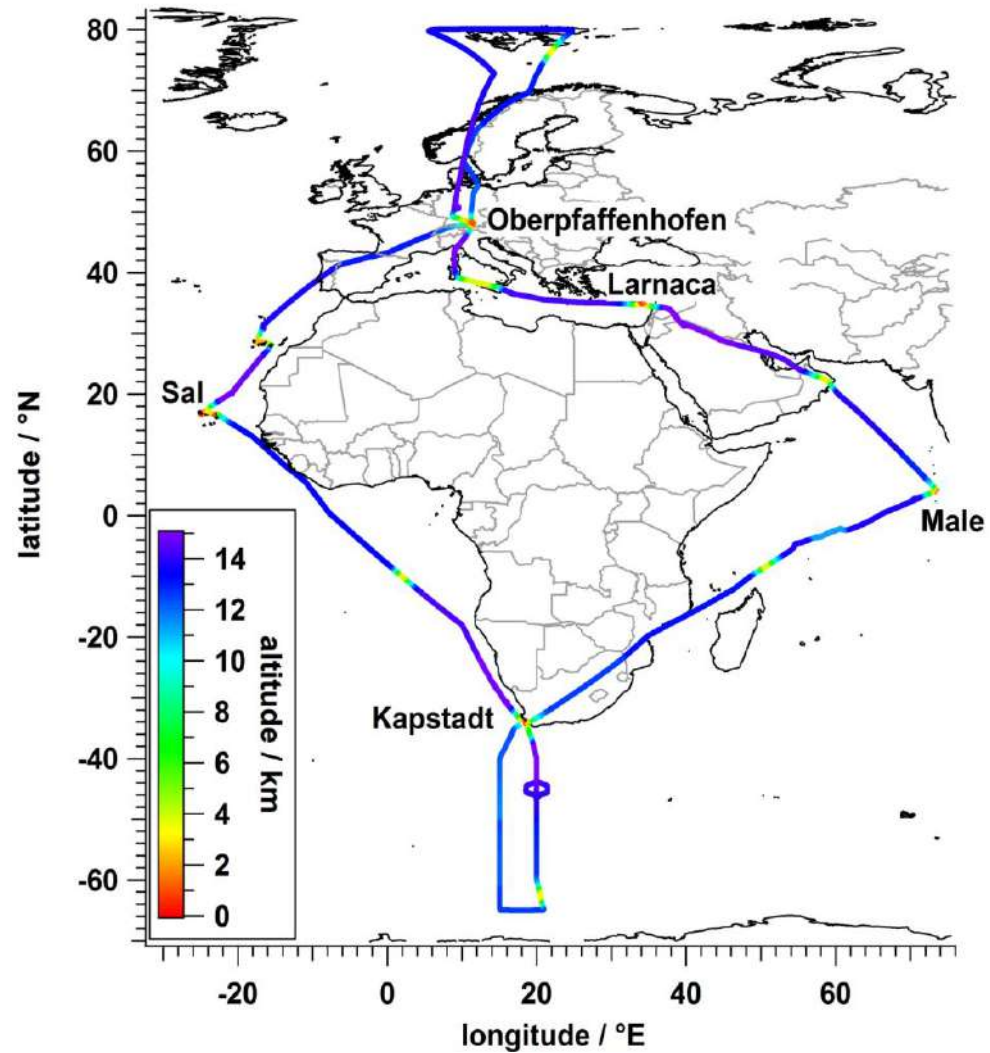 80
60
40
20
0
-20
-40
-60
latitude / °N
Oberpfaffenhofen
Larnaca
Sal
Male
Kapstadt
14
12
10
8
6
4
2
0
altitude / km
-20 0 20 40 60
longitude / °E